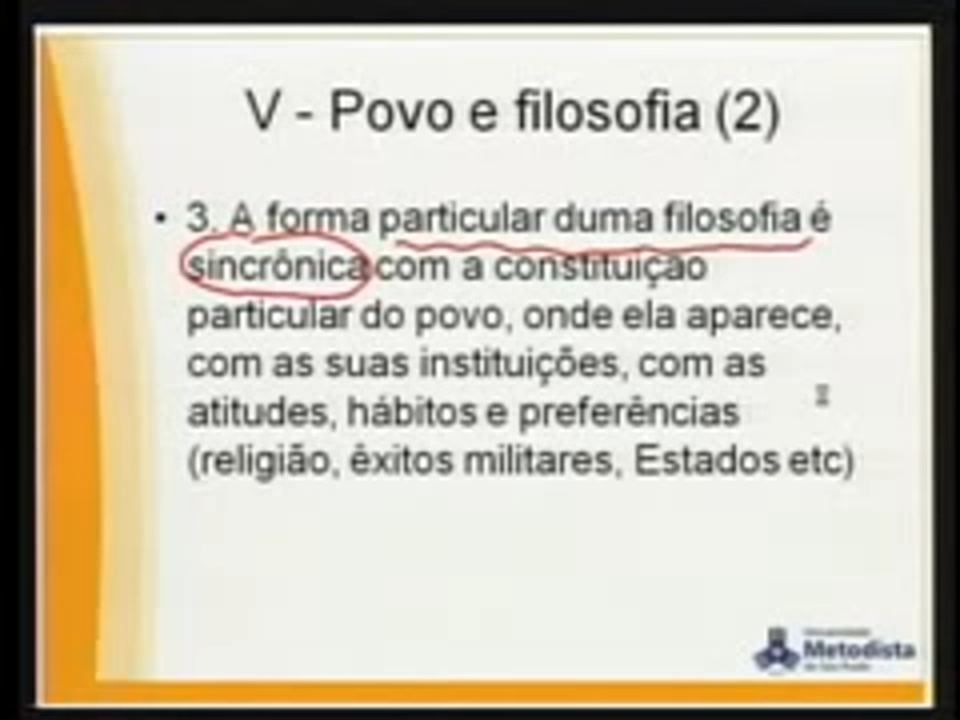 V - Povo e filosofia (2)
• 3. A forma particular duma filosofia é
sincrônica com a constituição
particular do povo, onde ela aparece,
com as suas instituições, com as
atitudes, hábitos e preferências
(religião, êxitos militares, Estados etc)
Metodista